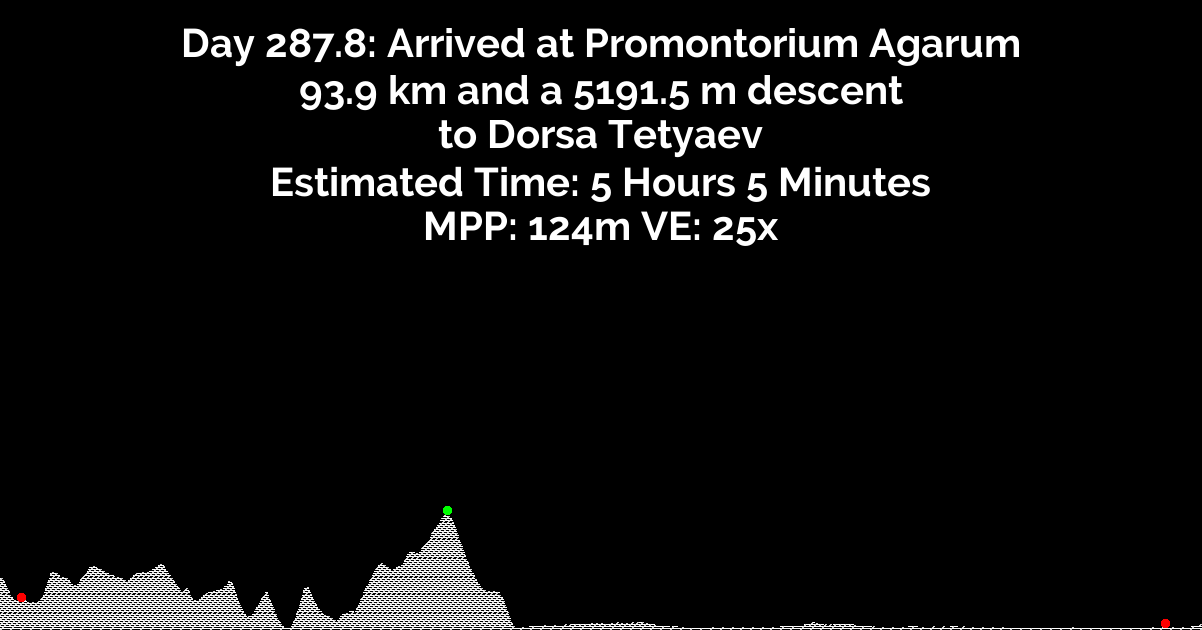 Day 287.8: Arrived at Promontorium Agarum
93.9 km and a 5191.5 m descent
to Dorsa Tetyaev
Estimated Time: 5 Hours 5 Minutes
MPP: 124m VE: 25x